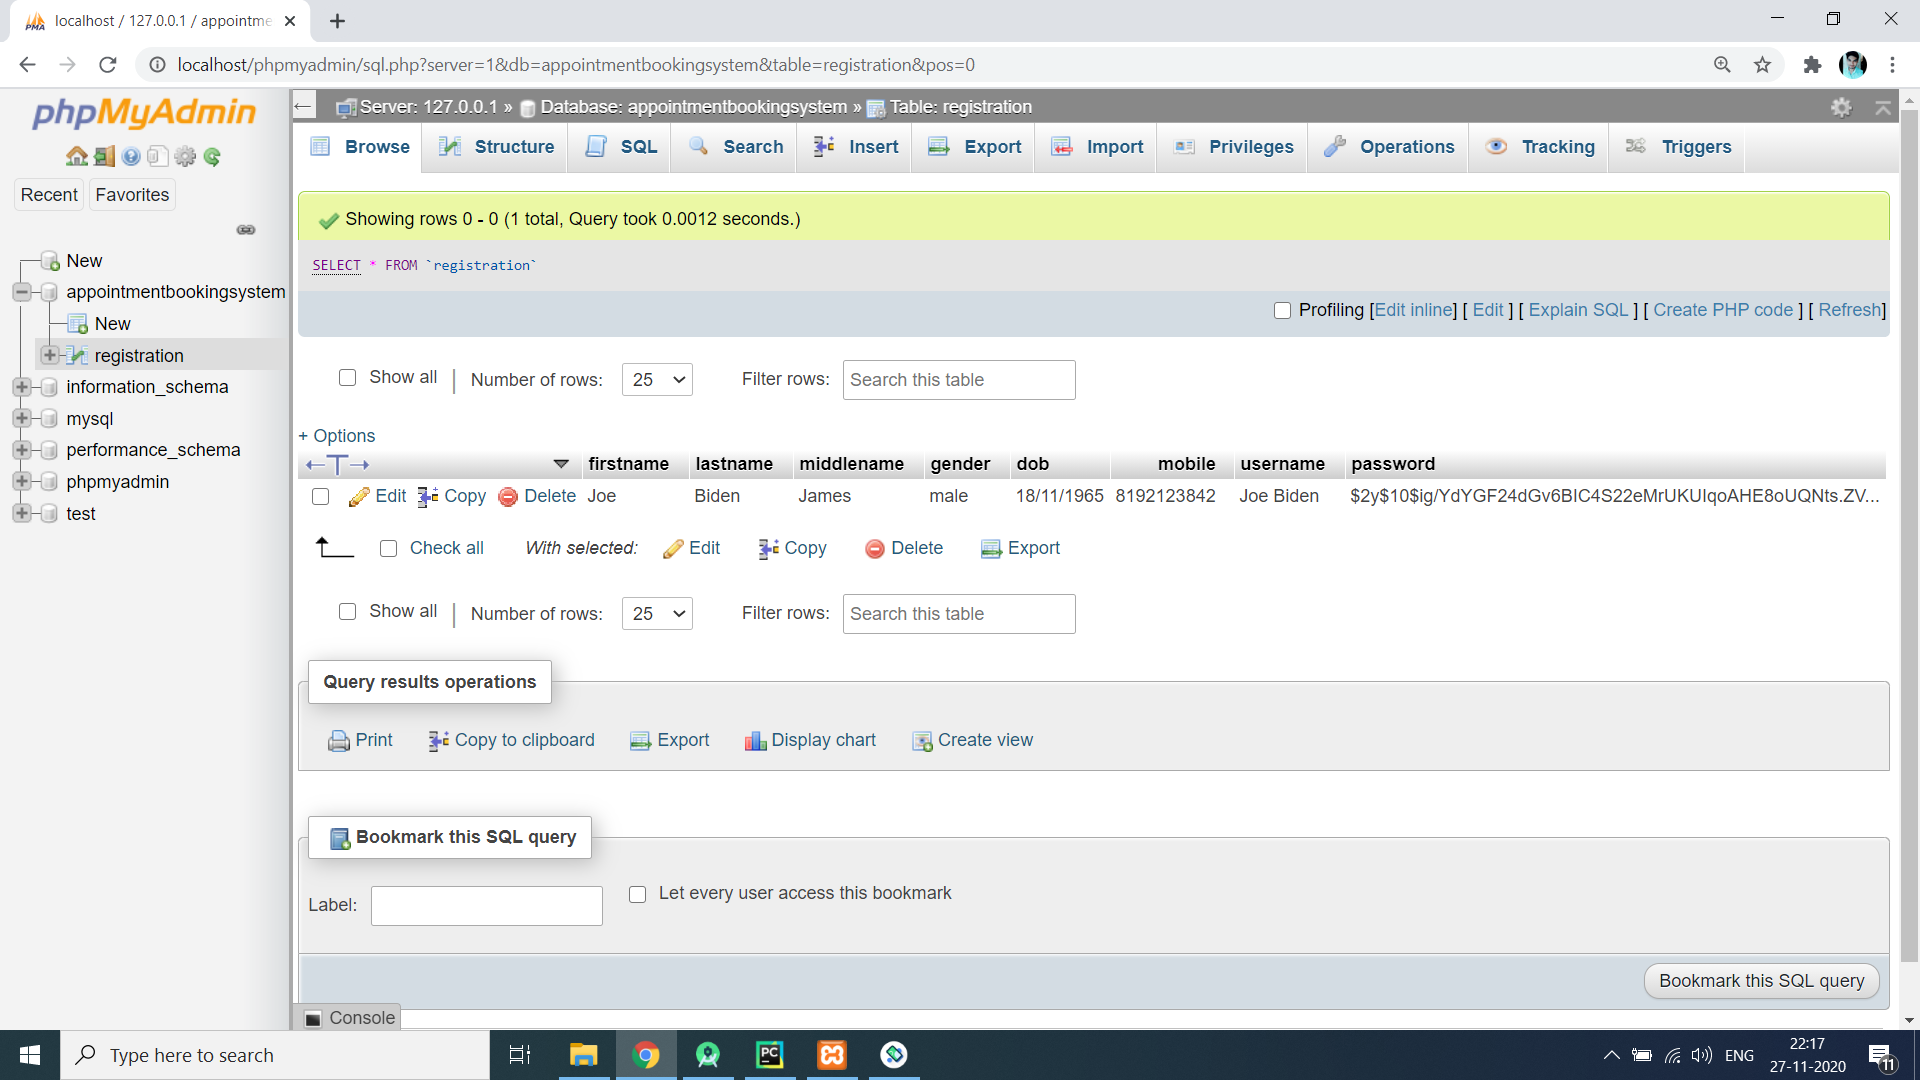 localhost / 127.0.0.1 / appointme
localhost/phpmyadmin/sql.php?server=1&db=appointmentbookingsystem&table=registration&pos=0
phpMyAdmin
Recent Favorites
New
appointmentbookingsystem
New
registration
information_schema
mysql
performance_schema
phpmyadmin
test
Server: 127.0.0.1 » Database: appointmentbookingsystem » Table: registration
Browse Structure SQL Search Insert Export Import Privileges Operations Tracking Triggers
Showing rows 0 - 0 (1 total, Query took 0.0012 seconds.)
SELECT * FROM `registration`
Profiling [Edit inline] [ Edit ] [ Explain SQL ] [ Create PHP code ] [ Refresh]
Show all | Number of rows: 25 Filter rows: Search this table
+ Options
←T→ firstname lastname middlename gender dob mobile username password
Edit Copy Delete Joe Biden James male 18/11/1965 8192123842 Joe Biden $2y$10$ig/YdYGF24dGv6BIC4S22eMrUKUIqoAHE8oUQNts.ZV...
Check all With selected: Edit Copy Delete Export
Show all | Number of rows: 25 Filter rows: Search this table
Query results operations
Print Copy to clipboard Export Display chart Create view
Bookmark this SQL query
Label: Let every user access this bookmark
Bookmark this SQL query
Console
Type here to search
PC
ENG
22:17
27-11-2020
11